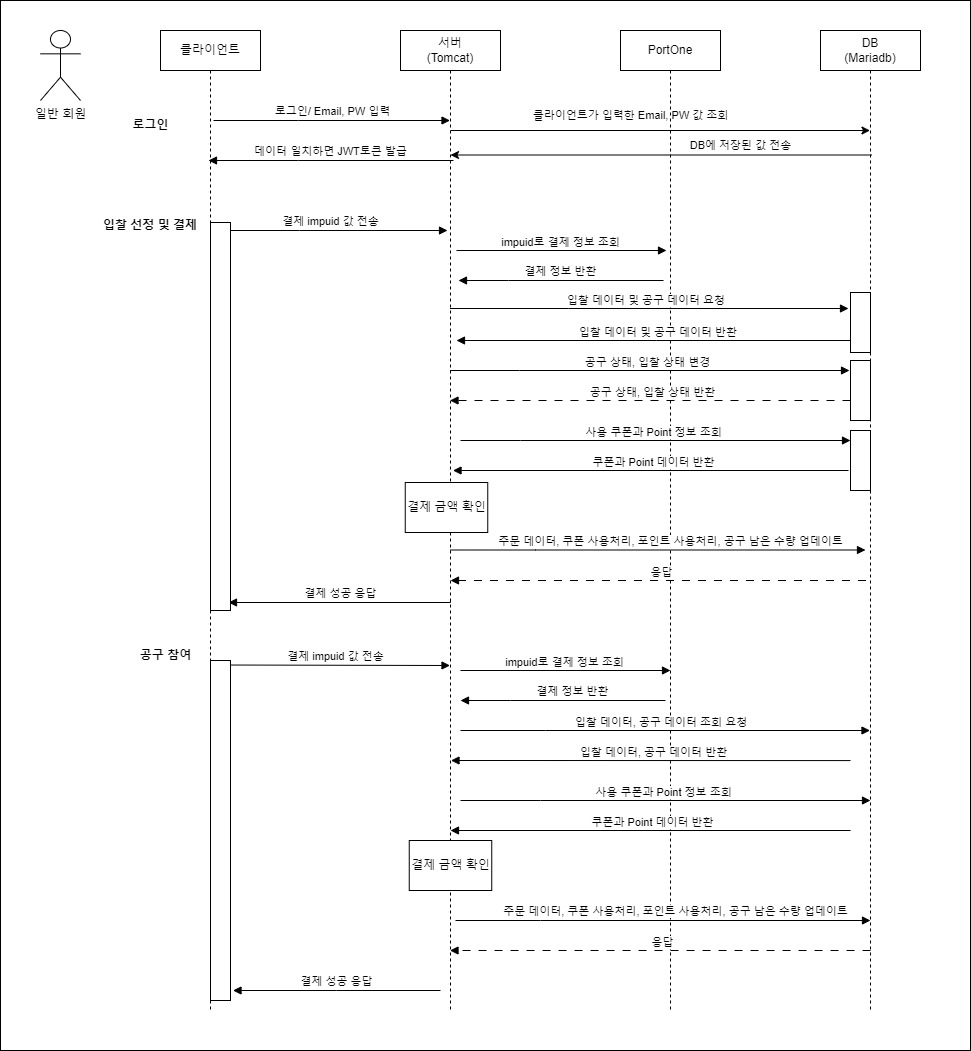 클라이언트
서버
(Tomcat)
PortOne
DB
(Mariadb)
일반 회원
로그인
로그인/ Email, PW 입력
클라이언트가 입력한 Email, PW 값 조회
DB에 저장된 값 전송
데이터 일치하면 JWT토큰 발급
입찰 선정 및 결제
결제 impuid 값 전송
impuid로 결제 정보 조회
결제 정보 반환
입찰 데이터 및 공구 데이터 요청
입찰 데이터 및 공구 데이터 반환
공구 상태, 입찰 상태 변경
공구 상태, 입찰 상태 반환
사용 쿠폰과 Point 정보 조회
쿠폰과 Point 데이터 반환
결제 금액 확인
주문 데이터, 쿠폰 사용처리, 포인트 사용처리, 공구 남은 수량 업데이트
응답
결제 성공 응답
공구 참여
결제 impuid 값 전송
impuid로 결제 정보 조회
결제 정보 반환
입찰 데이터, 공구 데이터 조회 요청
입찰 데이터, 공구 데이터 반환
사용 쿠폰과 Point 정보 조회
쿠폰과 Point 데이터 반환
결제 금액 확인
주문 데이터, 쿠폰 사용처리, 포인트 사용처리, 공구 남은 수량 업데이트
응답
결제 성공 응답